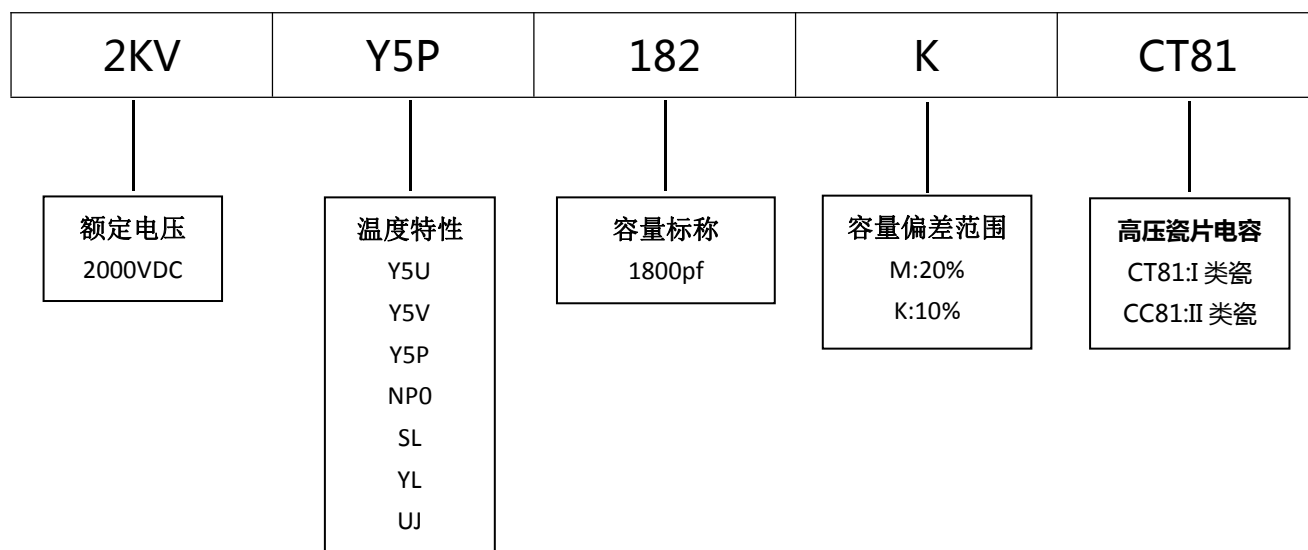 2KV Y5P 182 K CT81
额定电压
2000VDC
温度特性
Y5U
Y5V
Y5P
NP0
SL
YL
UJ
容量标称
1800pf
容量偏差范围
M:20%
K:10%
高压瓷片电容
CT81:I 类瓷
CC81:II 类瓷